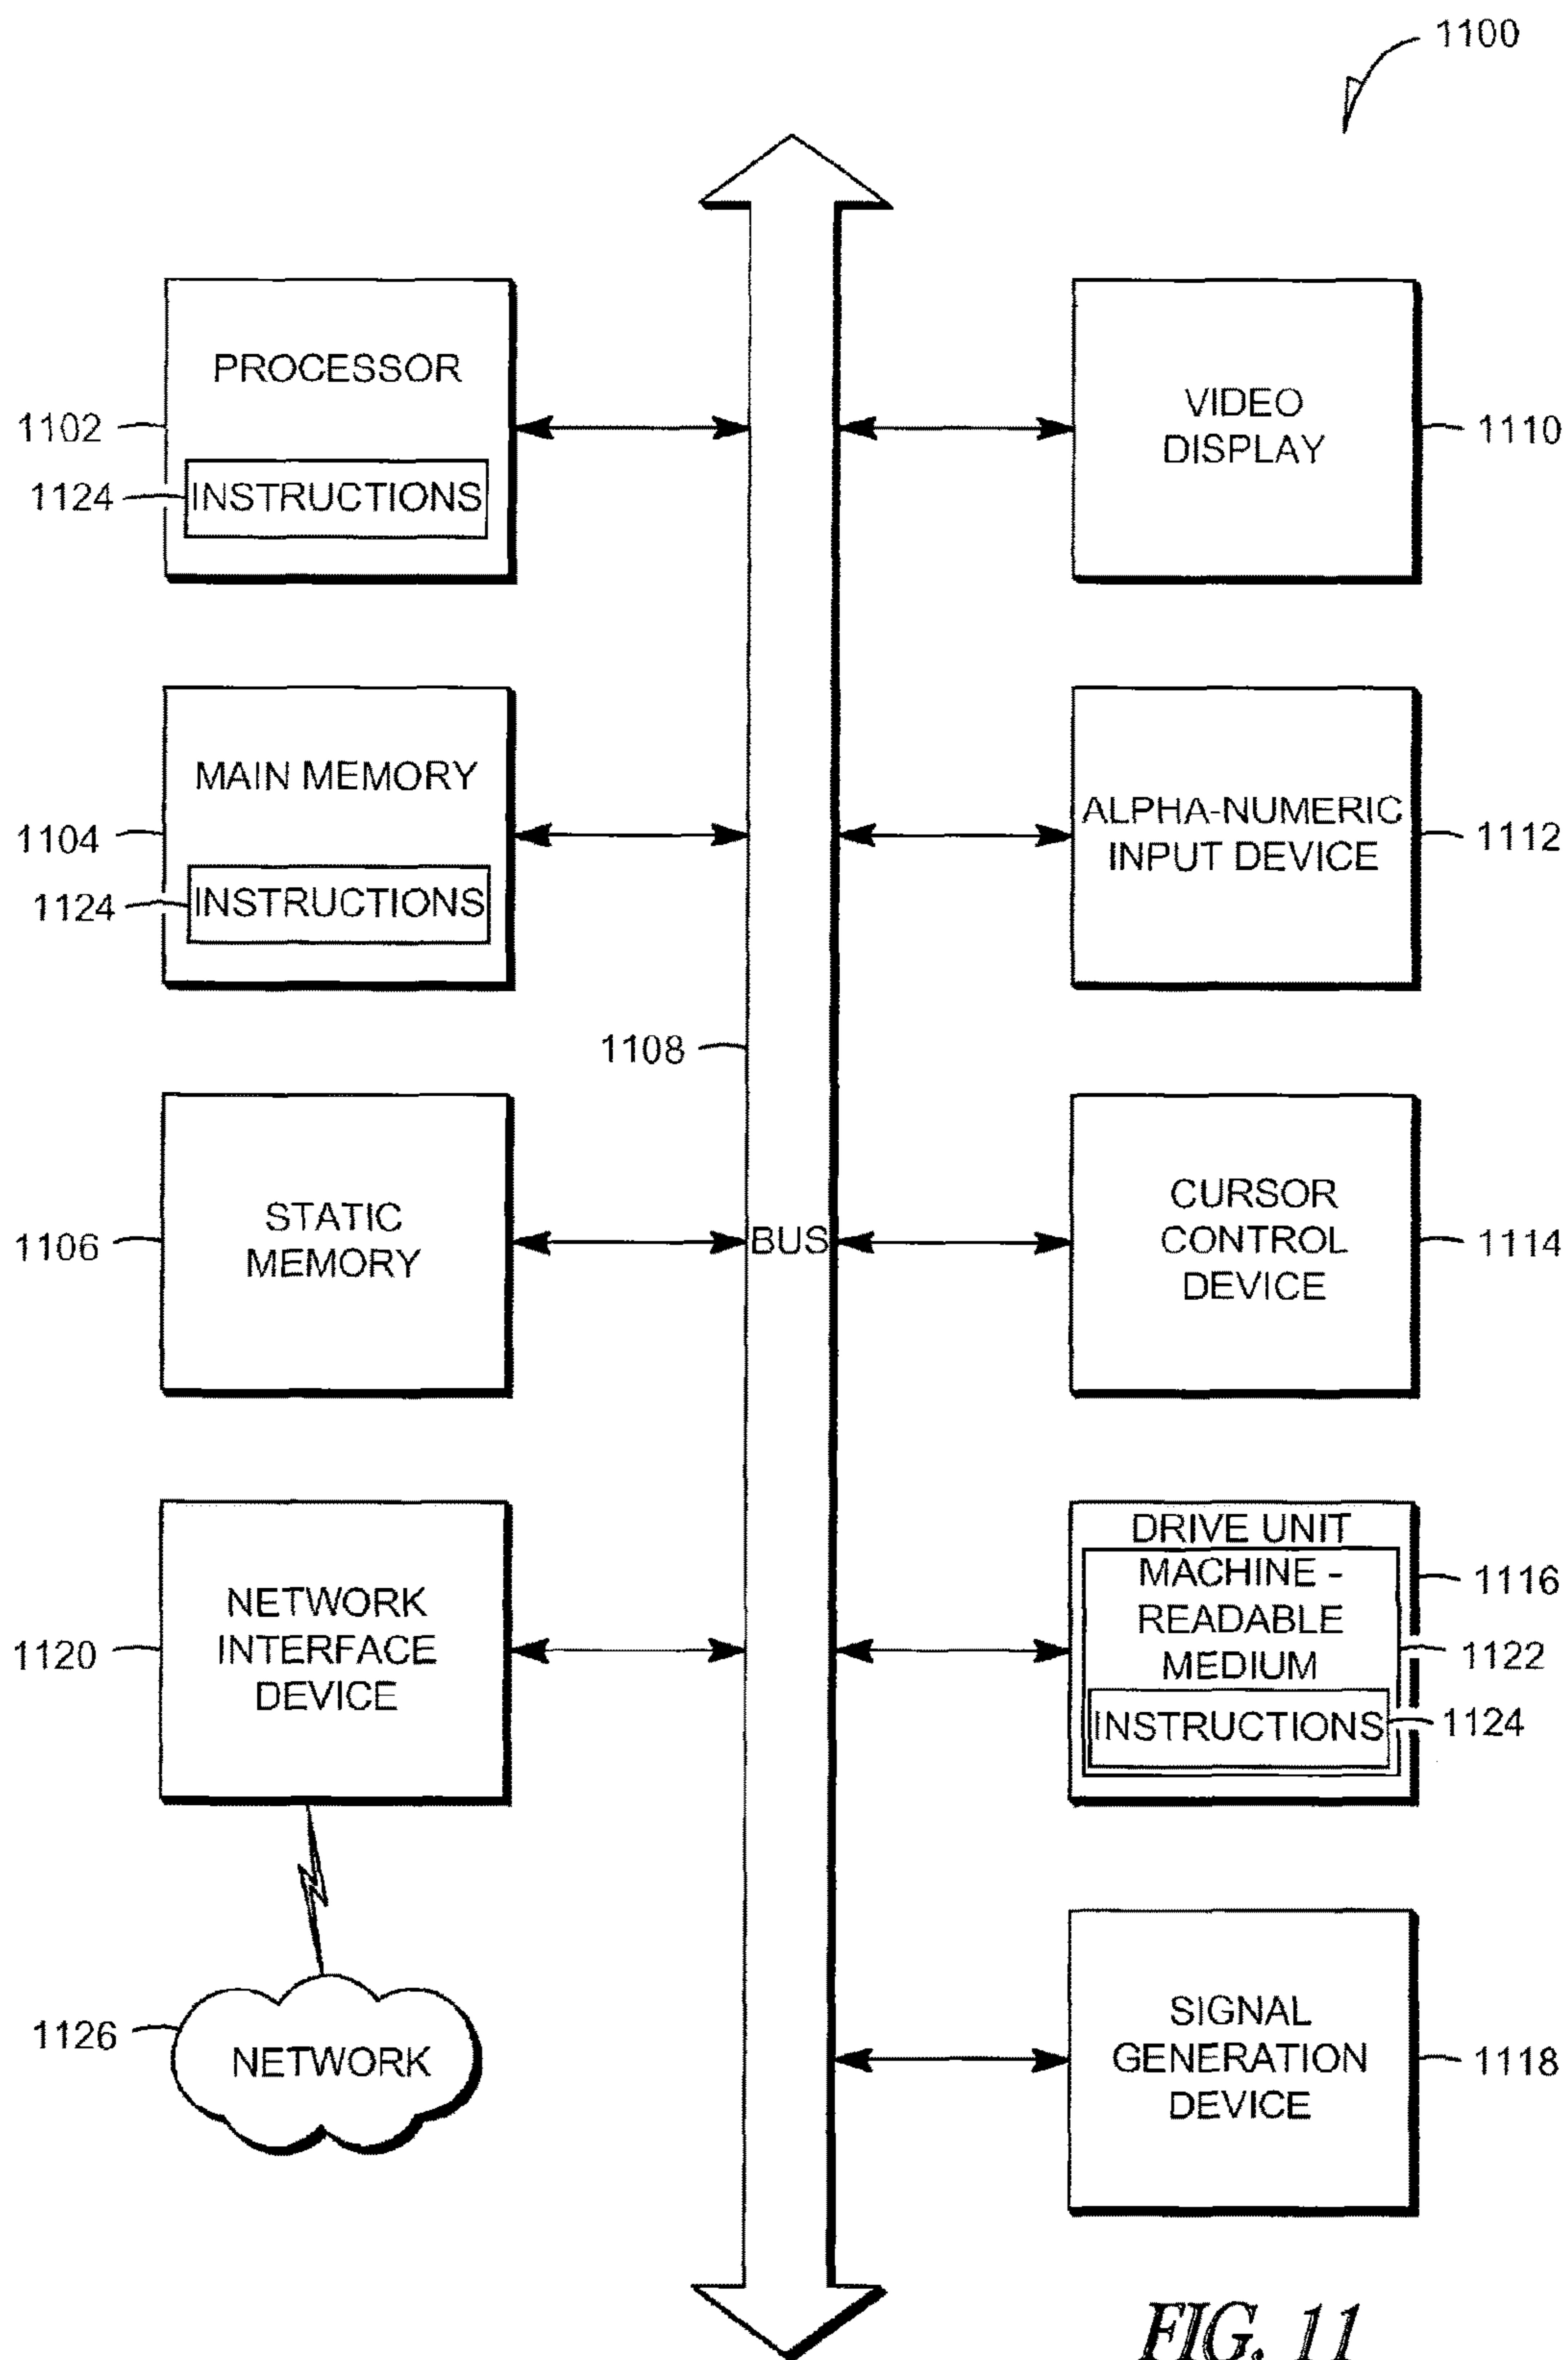 1100
PROCESSOR
1102
1124
INSTRUCTIONS
VIDEO
DISPLAY
1110
MAIN MEMORY
1104
1124
INSTRUCTIONS
ALPHA-NUMERIC
INPUT DEVICE
1112
1108
STATIC
MEMORY
1106
BUS
CURSOR
CONTROL
DEVICE
1114
NETWORK
INTERFACE
DEVICE
1120
DRIVE UNIT
MACHINE -
READABLE
MEDIUM
INSTRUCTIONS
1116
1122
1124
1126
NETWORK
SIGNAL
GENERATION
DEVICE
1118
FIG. 11